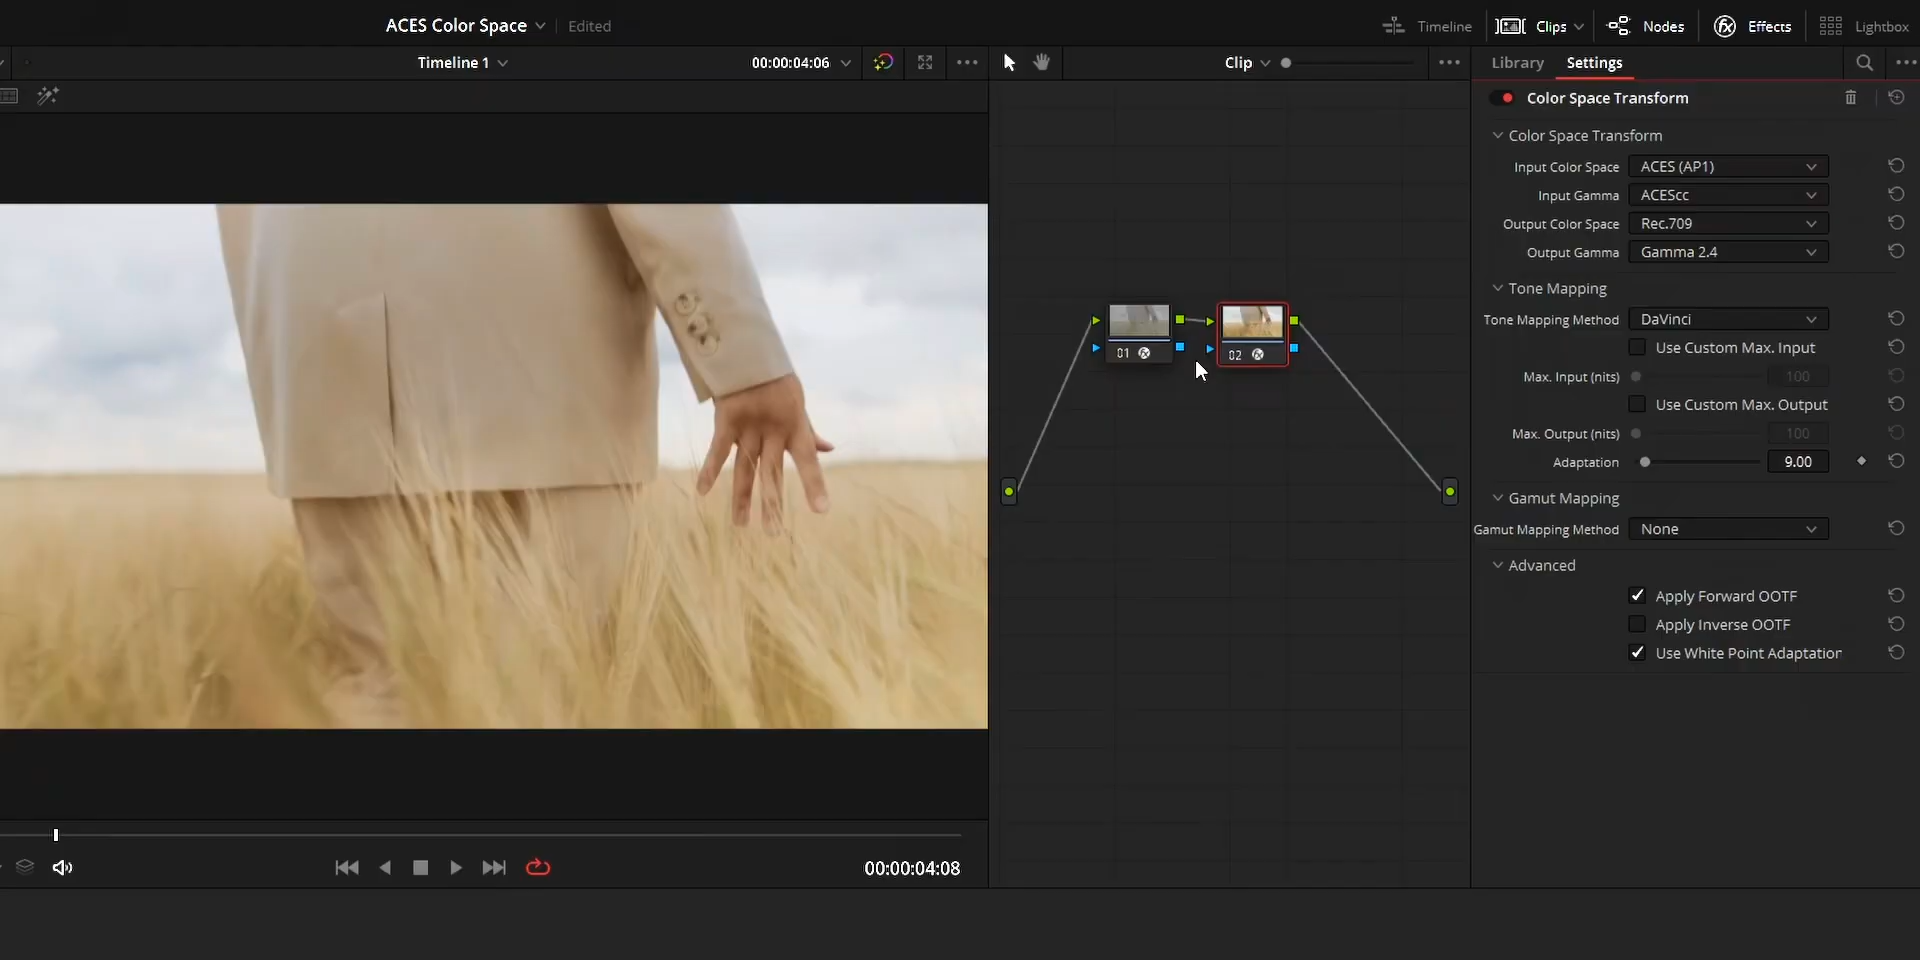 ACES Color Space
Edited
Timeline
Clips
Nodes
Effects
Lightbox
Timeline 1
00:00:04:06
Clip
Library
Settings
Color Space Transform
Color Space Transform
Input Color Space ACES (AP1)
Input Gamma ACEScc
Output Color Space Rec.709
Output Gamma Gamma 2.4
Tone Mapping
Tone Mapping Method DaVinci
Use Custom Max. Input
Max. Input (nits) 100
Use Custom Max. Output
Max. Output (nits) 100
Adaptation 9.00
Gamut Mapping
Gamut Mapping Method None
Advanced
Apply Forward OOTF
Apply Inverse OOTF
Use White Point Adaptation
01
02
00:00:04:08